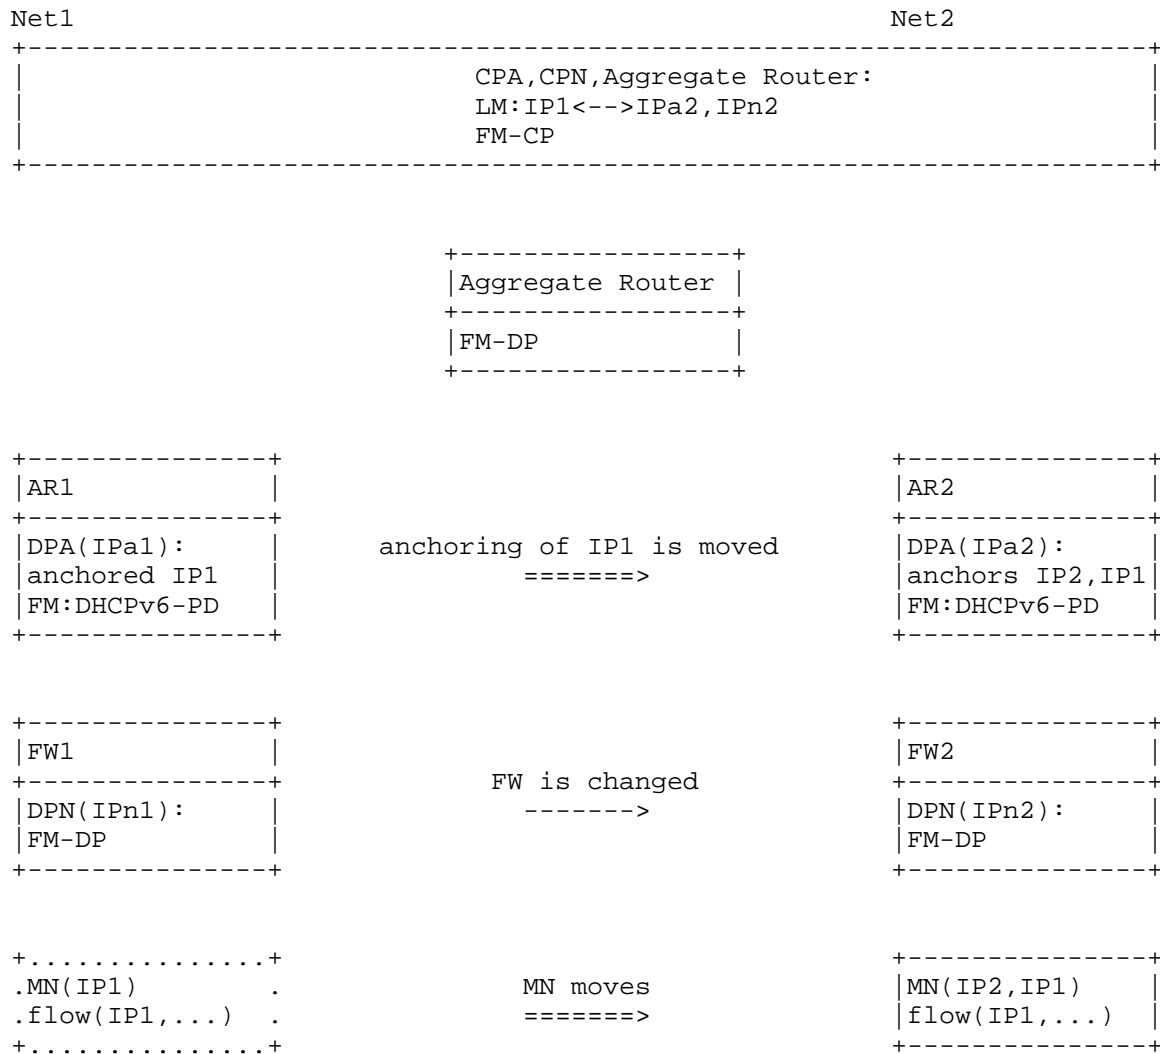 Net1 Net2
CPA,CPN,Aggregate Router:
LM:IP1<-->IPa2,IPn2
FM-CP
Aggregate Router
FM-DP
AR1 AR2
DPA(IPa1): anchoring of IP1 is moved DPA(IPa2):
anchored IP1 =======> anchors IP2,IP1
FM:DHCPv6-PD FM:DHCPv6-PD
FW1 FW2
FW is changed
DPN(IPn1): -------> DPN(IPn2):
FM-DP FM-DP
.MN(IP1) . MN moves MN(IP2,IP1)
.flow(IP1,...) . =======> flow(IP1,...)